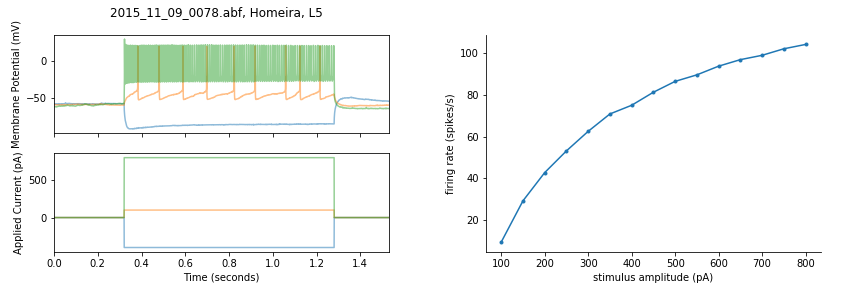 2015_11_09_0078.abf, Homeira, L5
Membrane Potential (mV)
0
−50
Applied Current (pA)
500
0
0.0 0.2 0.4 0.6 0.8 1.0 1.2 1.4
Time (seconds)
firing rate (spikes/s)
100
80
60
40
20
100 200 300 400 500 600 700 800
stimulus amplitude (pA)